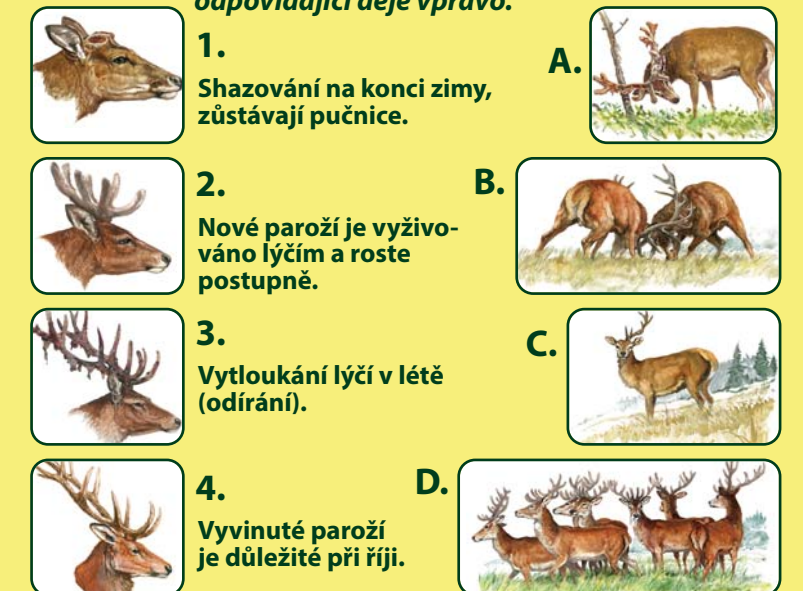 odpovídající děje vpravo.
1.
Shazování na konci zimy,
zůstávají pučnice.
A.
2.
Nové paroží je vyživo-
váno lýčím a roste
postupně.
B.
3.
Vytloukání lýčí v létě
(odírání).
C.
4.
Vyvinuté paroží
je důležité při říji.
D.